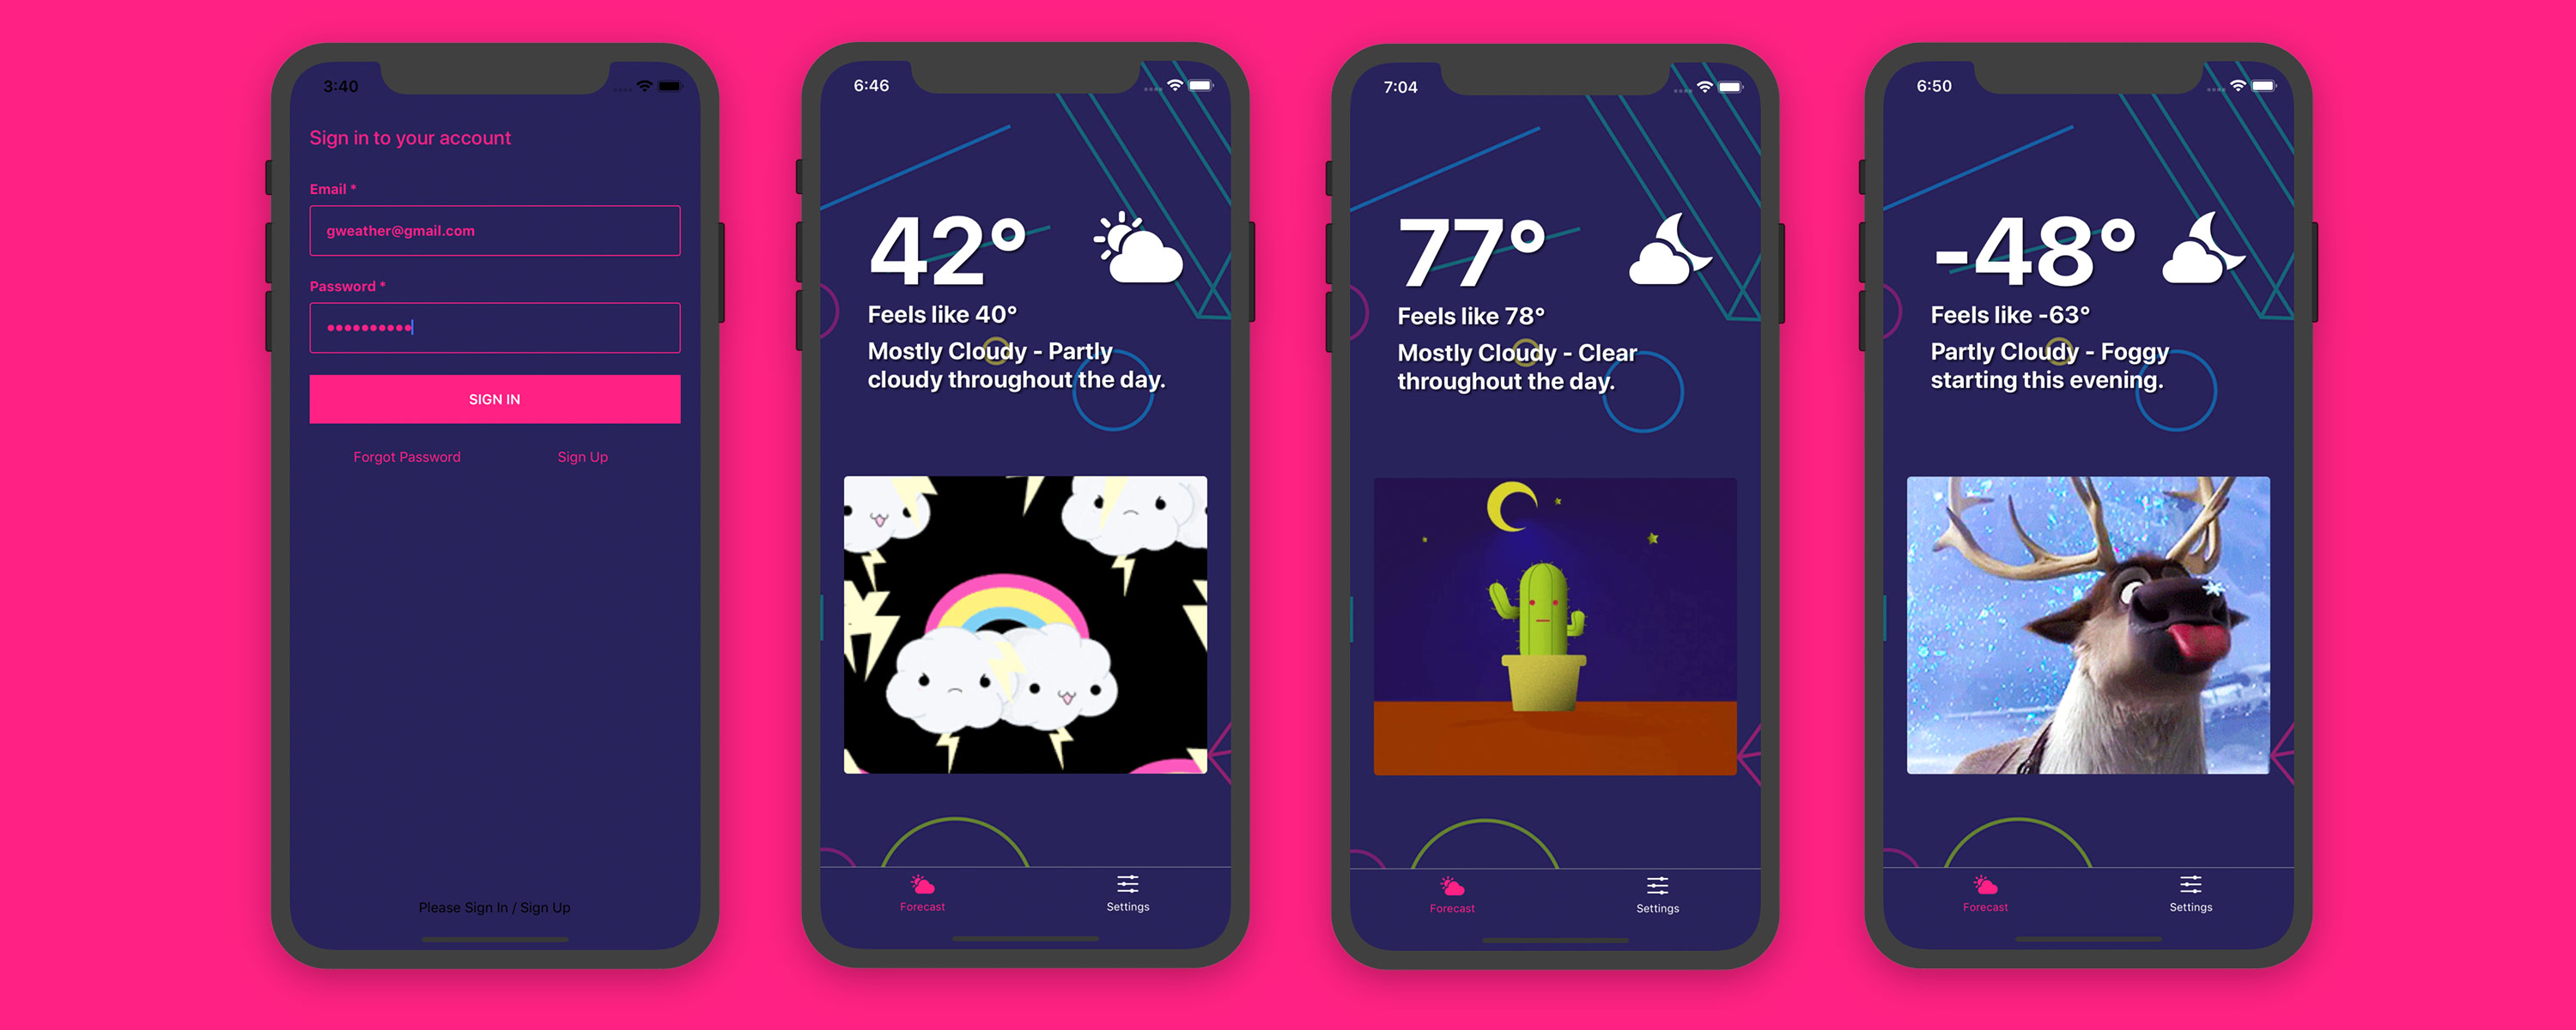 3:40
Sign in to your account
Email *
gweather@gmail.com
Password *
SIGN IN
Forgot Password Sign Up
Please Sign In / Sign Up
6:46
42°
Feels like 40°
Mostly Cloudy - Partly
cloudy throughout the day.
Forecast Settings
7:04
77°
Feels like 78°
Mostly Cloudy - Clear
throughout the day.
Forecast Settings
6:50
-48°
Feels like -63°
Partly Cloudy - Foggy
starting this evening.
Forecast Settings